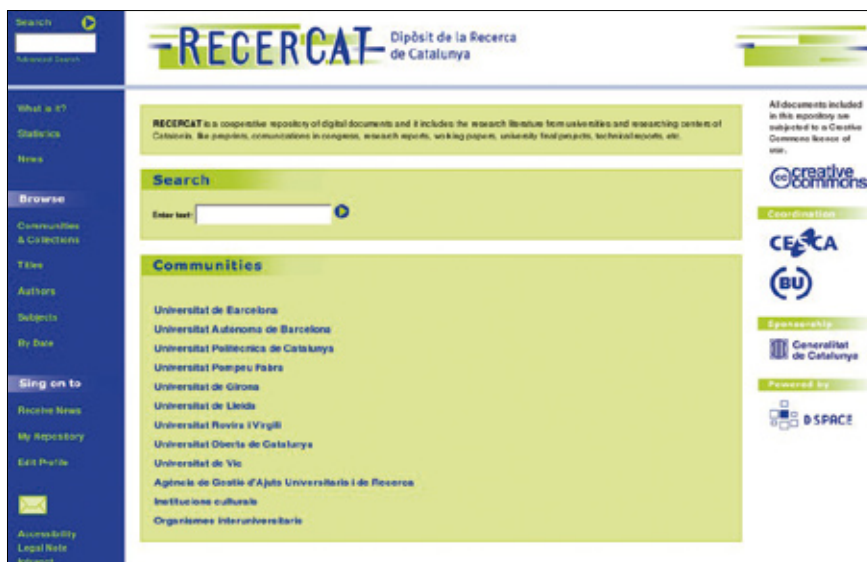 Search
Advanced Search
What is it?
Statistics
News
Browse
Communities
& Collections
Titles
Authors
Subjects
By Date
Sing on to
Receive News
My Repository
Edit Profile
Accessibility
Legal Note
Intranet
RECERCAT
Dipòsit de la Recerca
de Catalunya
RECERCAT is a cooperative repository of digital documents and it includes the research literature from universities and researching centers of
Catalonia, like preprints, comunications in congress, research reports, working papers, university final projects, technical reports, etc.
Search
Enter text:
Communities
Universitat de Barcelona
Universitat Autònoma de Barcelona
Universitat Politècnica de Catalunya
Universitat Pompeu Fabra
Universitat de Girona
Universitat de Lleida
Universitat Rovira i Virgili
Universitat Oberta de Catalunya
Universitat de Vic
Agència de Gestió d'Ajuts Universitaris i de Recerca
Institucions culturals
Organismes interuniversitaris
All documents included
in this repository are
subjected to a Creative
Commons licence of
use.
cc creative
commons
Coordination
CESCA
(BU)
Sponsorship
Generalitat
de Catalunya
Powered by
DSPACE